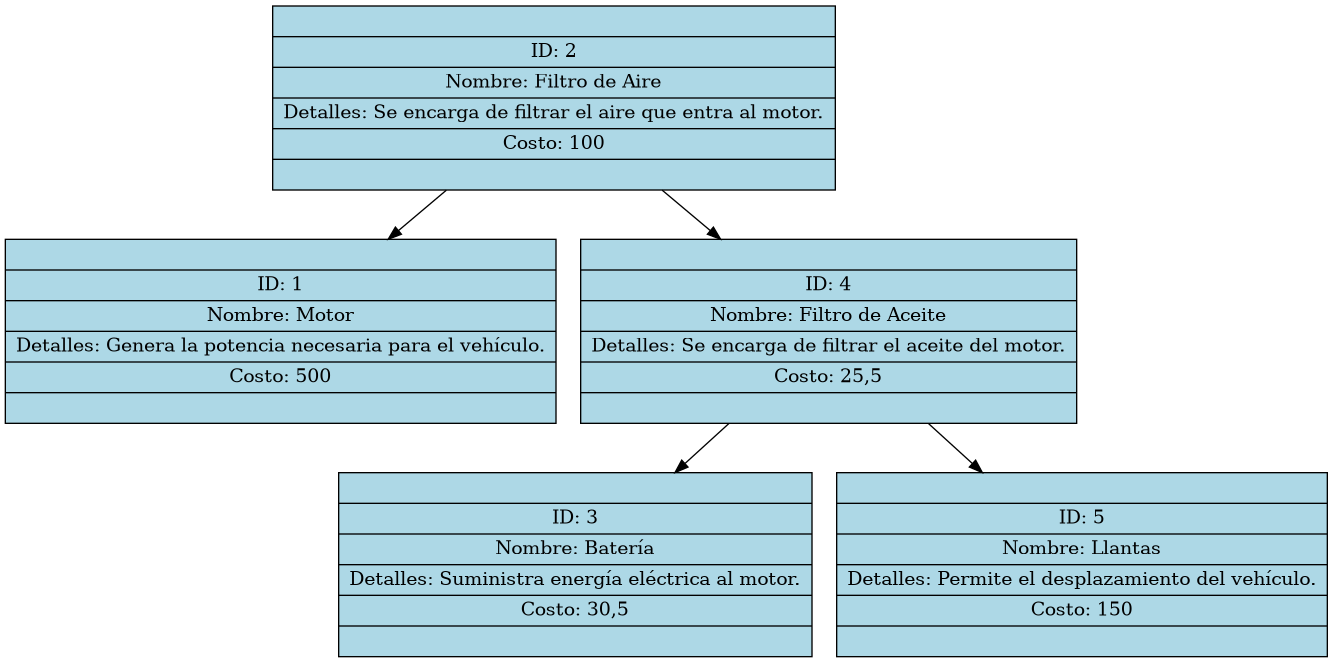 ID: 2
Nombre: Filtro de Aire
Detalles: Se encarga de filtrar el aire que entra al motor.
Costo: 100
ID: 1
Nombre: Motor
Detalles: Genera la potencia necesaria para el vehículo.
Costo: 500
ID: 4
Nombre: Filtro de Aceite
Detalles: Se encarga de filtrar el aceite del motor.
Costo: 25,5
ID: 3
Nombre: Batería
Detalles: Suministra energía eléctrica al motor.
Costo: 30,5
ID: 5
Nombre: Llantas
Detalles: Permite el desplazamiento del vehículo.
Costo: 150